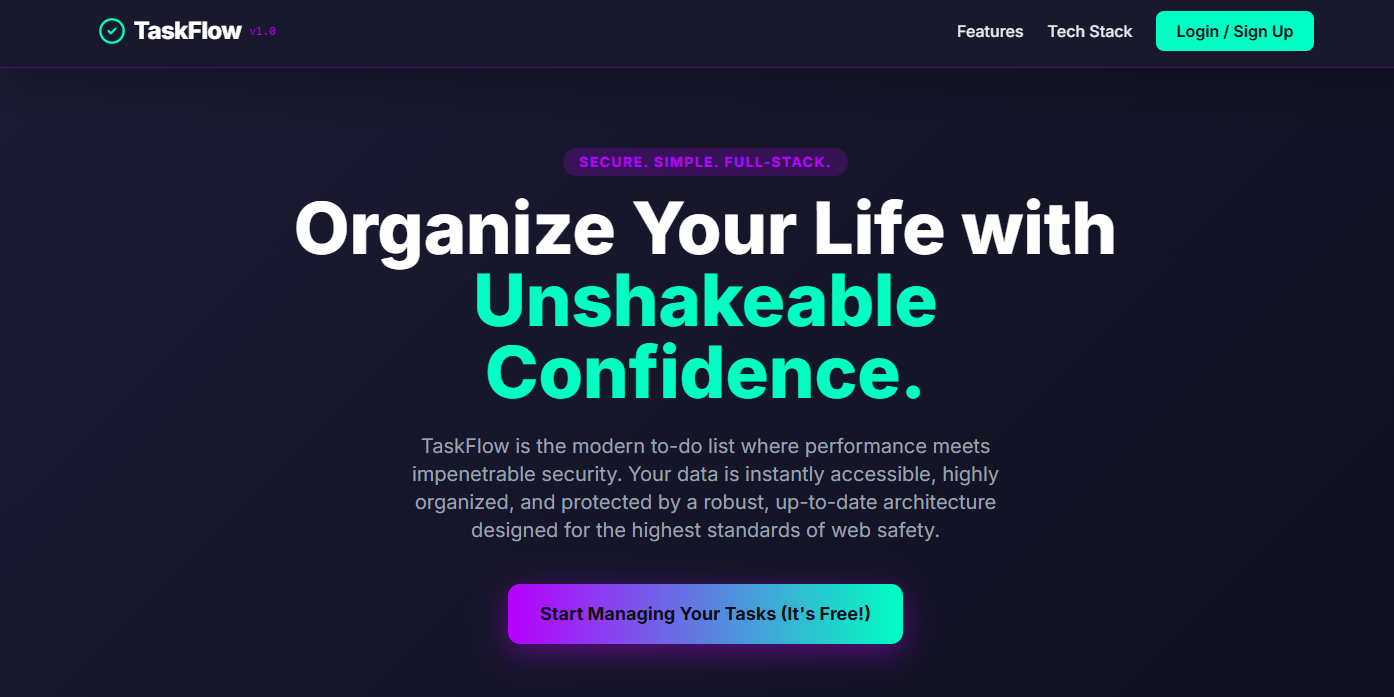 TaskFlow v1.0
Features
Tech Stack
Login / Sign Up
SECURE. SIMPLE. FULL-STACK.
Organize Your Life with
Unshakeable
Confidence.
TaskFlow is the modern to-do list where performance meets
impenetrable security. Your data is instantly accessible, highly
organized, and protected by a robust, up-to-date architecture
designed for the highest standards of web safety.
Start Managing Your Tasks (It's Free!)